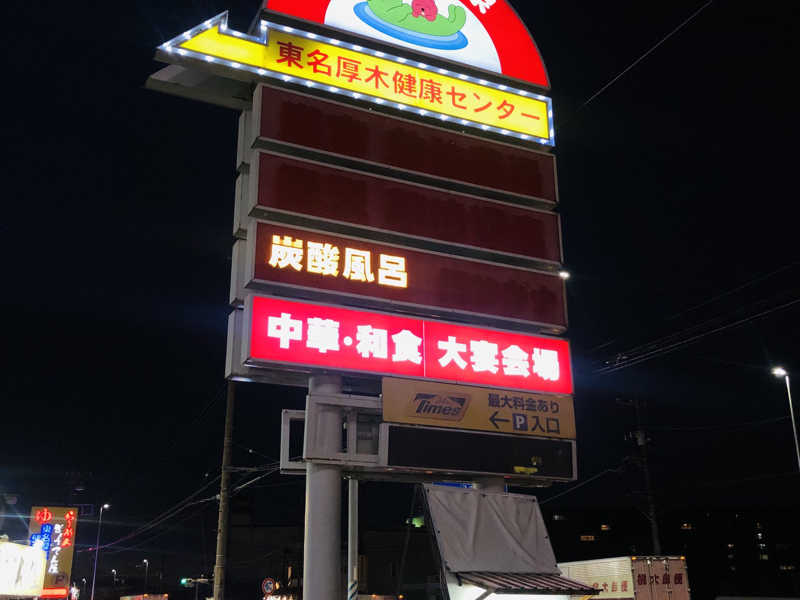 東名厚木健康センター
炭酸風呂
中華・和食 大宴会場
Times
最大料金あり
← P 入口
ゆ